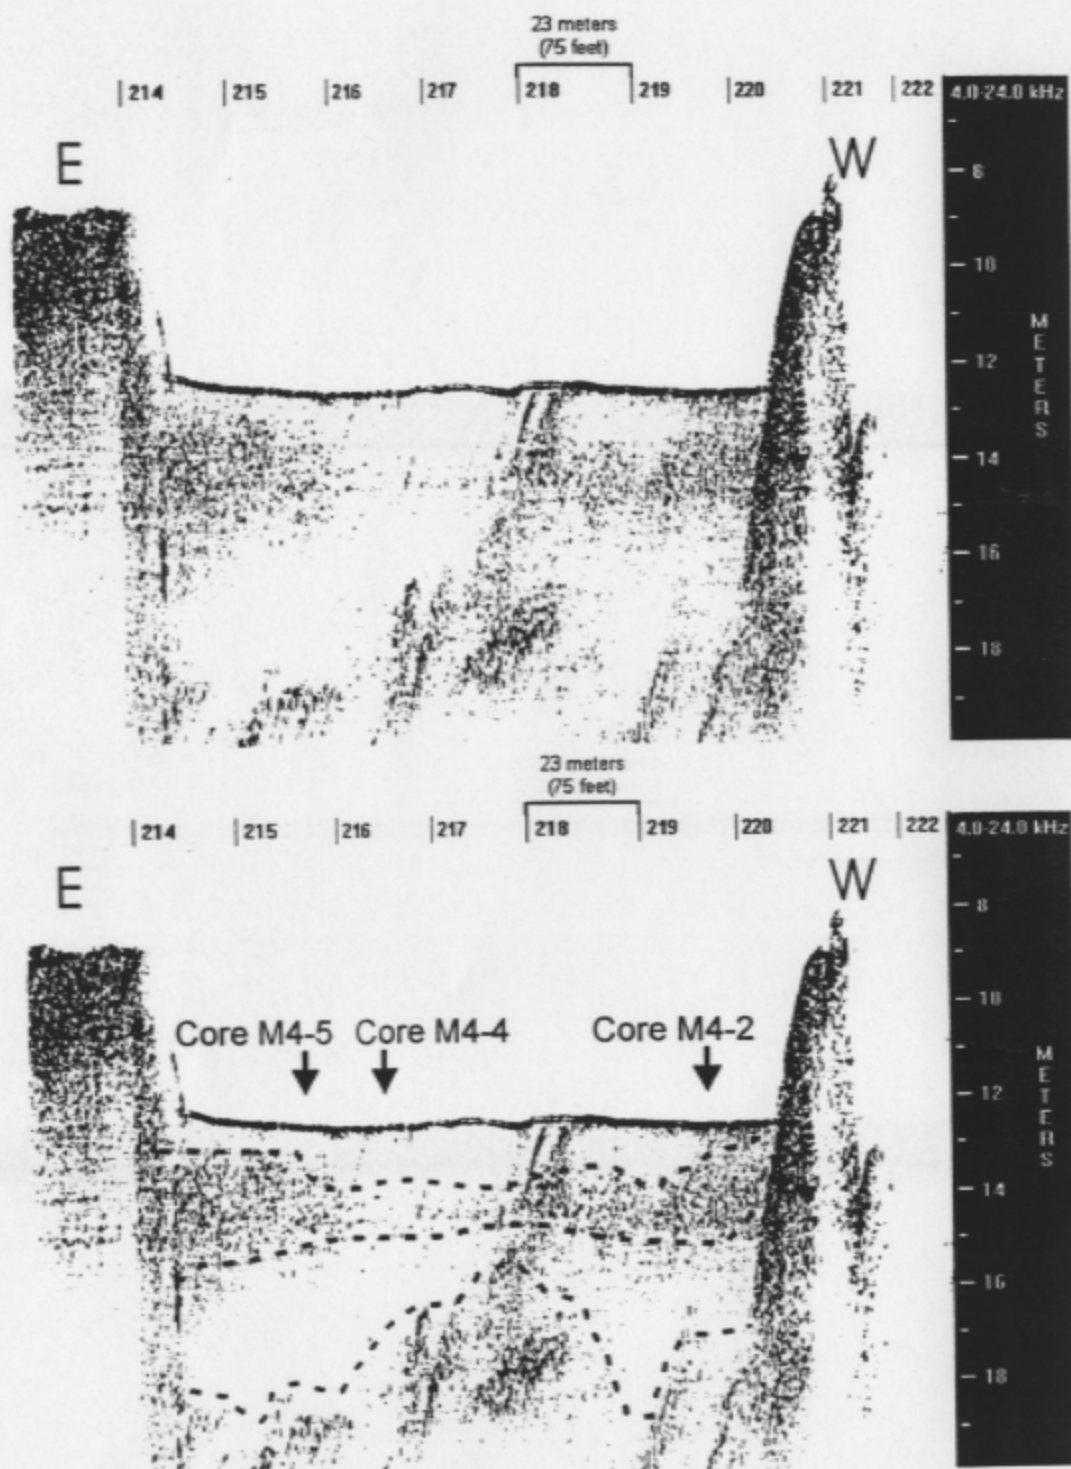 23 meters
(75 feet)
214 215 216 217 218 219 220 221 222 4.0-24.0 kHz
E W
8
10
12
14
16
18
METERS
23 meters
(75 feet)
214 215 216 217 218 219 220 221 222 4.0-24.0 kHz
E W
8
10
Core M4-5 Core M4-4 Core M4-2
12
14
16
18
METERS